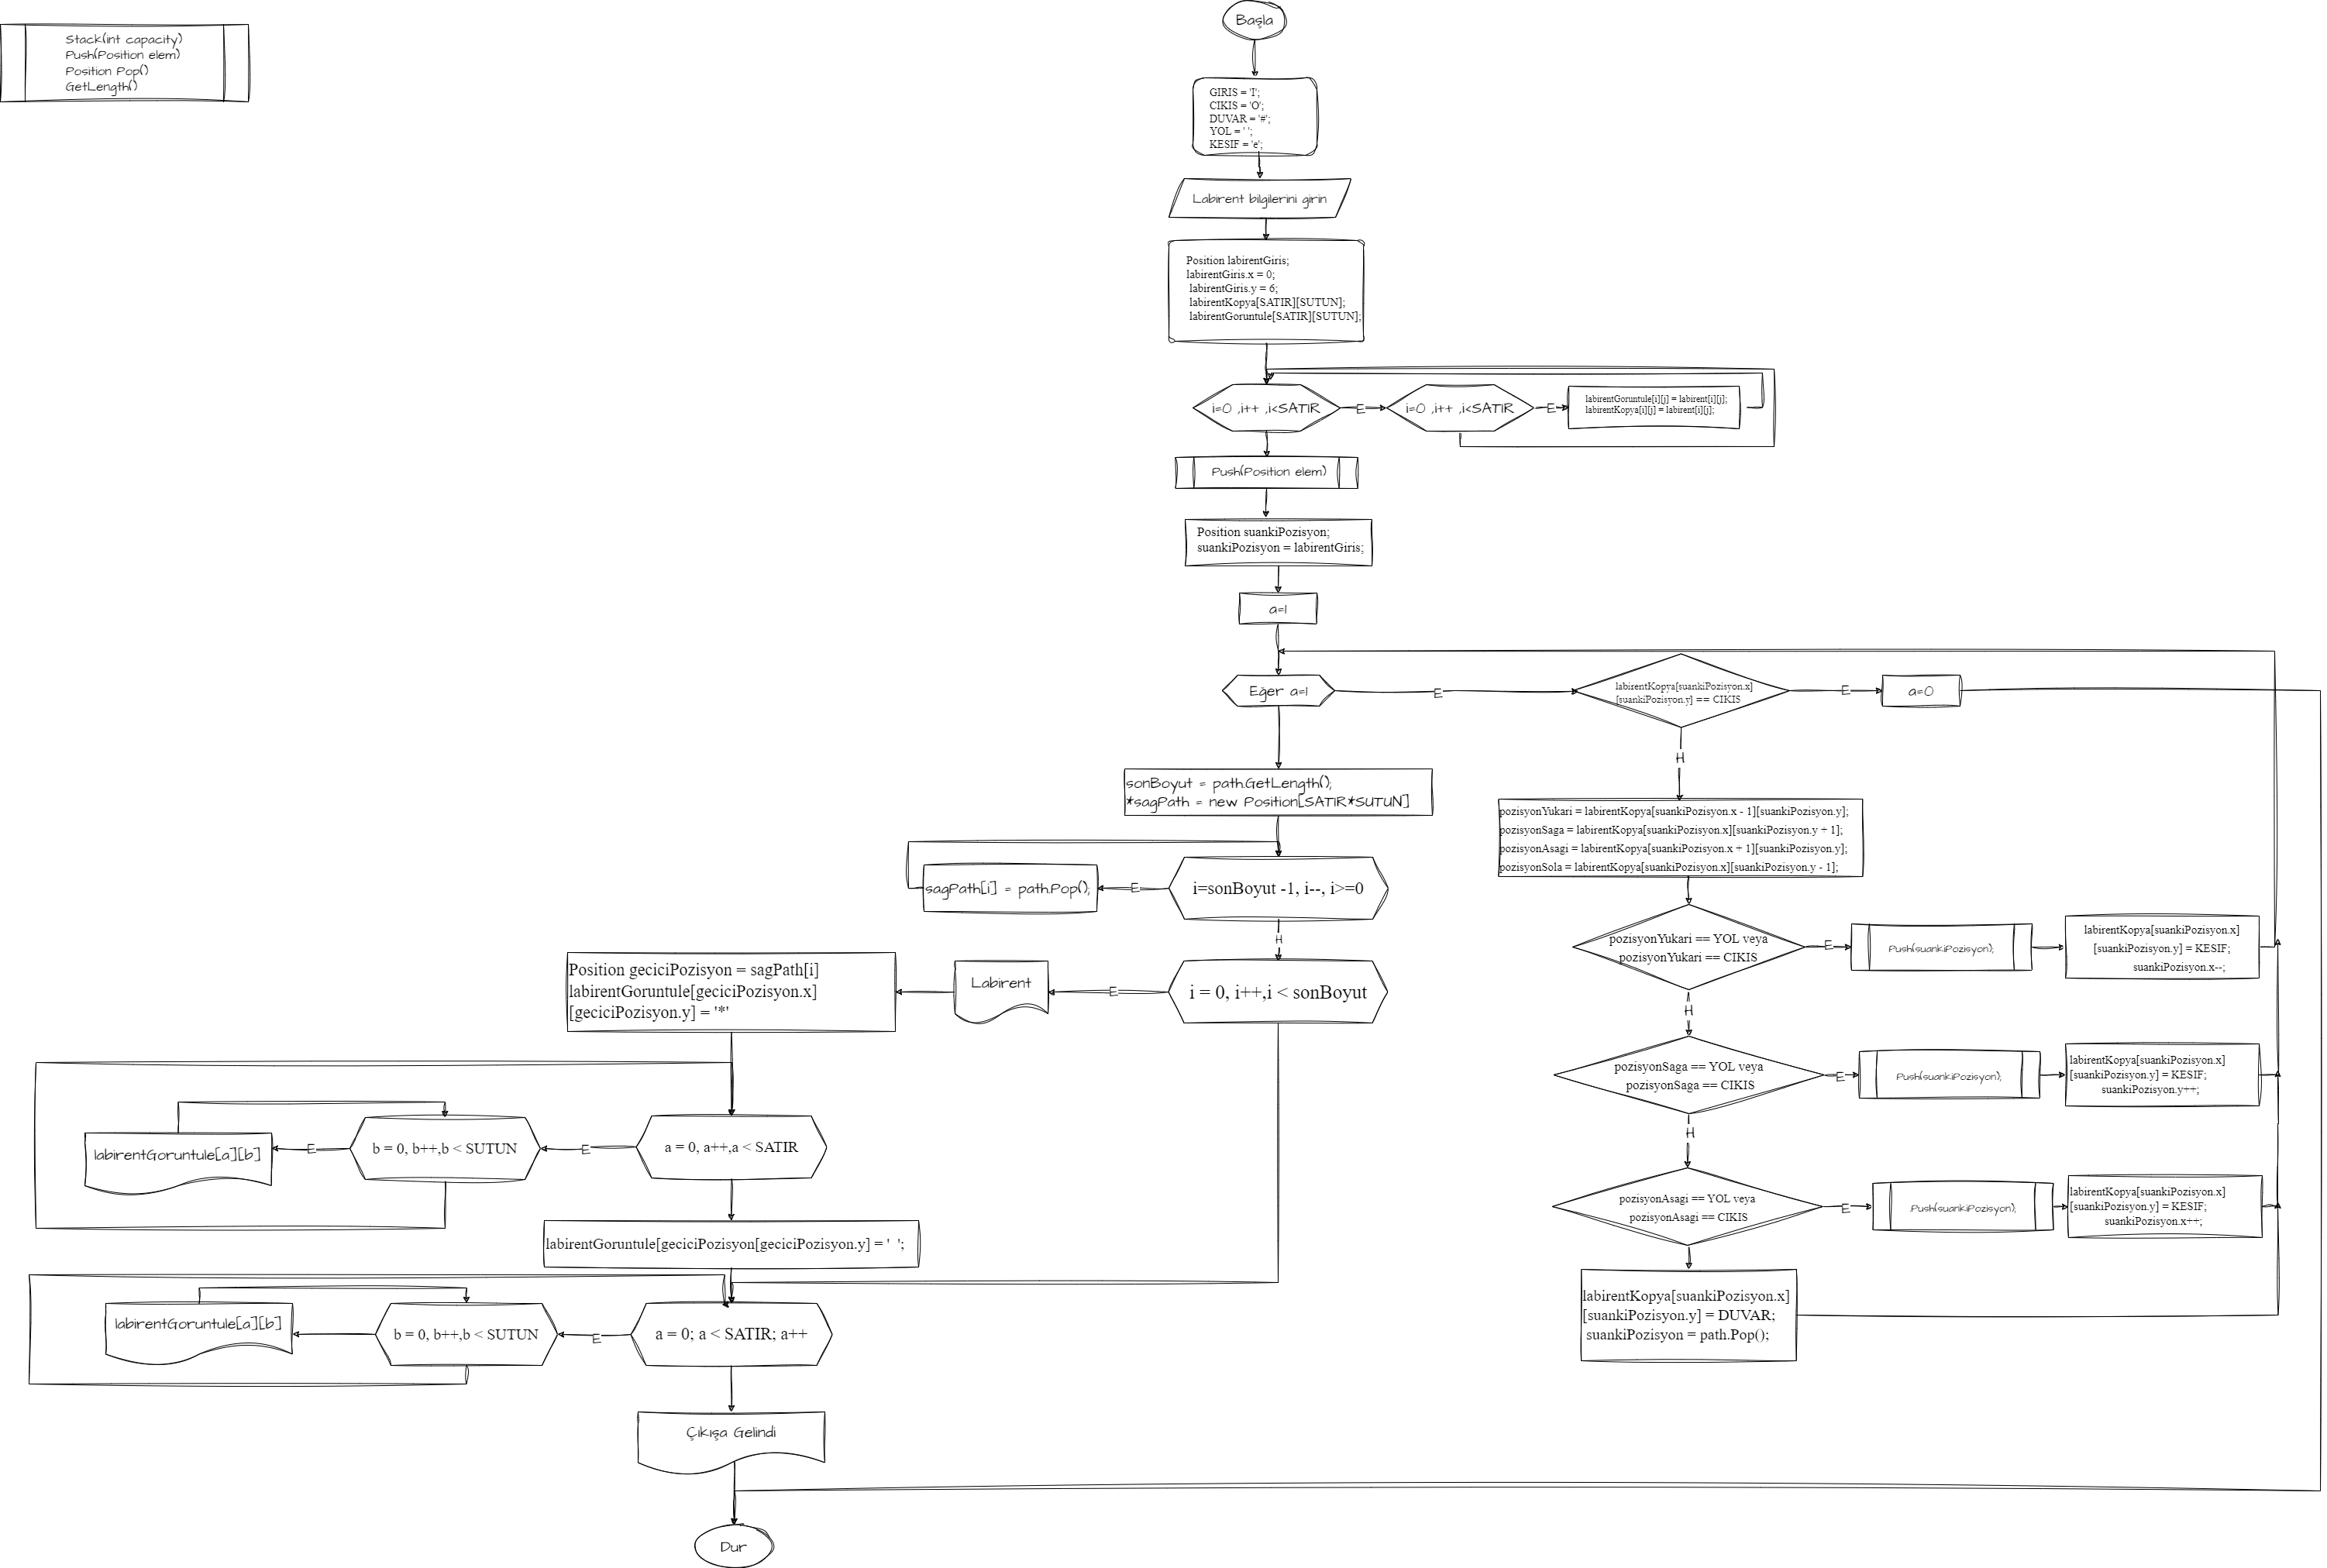 Başla
Stack(int capacity)
Push(Position elem)
Position Pop()
GetLength()
GIRIS = 'I';
CIKIS = 'O';
DUVAR = '#';
YOL = ' ';
KESIF = 'e';
Labirent bilgilerini girin
Position labirentGiris;
labirentGiris.x = 0;
labirentGiris.y = 6;
labirentKopya[SATIR][SUTUN];
labirentGoruntule[SATIR][SUTUN];
i=0 ,i++ ,i<SATIR
E
i=0 ,i++ ,i<SATIR
E
labirentGoruntule[i][j] = labirent[i][j];
labirentKopya[i][j] = labirent[i][j];
Push(Position elem)
Position suankiPozisyon;
suankiPozisyon = labirentGiris;
a=1
Eğer a=1
E
labirentKopya[suankiPozisyon.x]
[suankiPozisyon.y] == CIKIS
E
a=0
H
sonBoyut = path.GetLength();
*sagPath = new Position[SATIR*SUTUN]
pozisyonYukari = labirentKopya[suankiPozisyon.x - 1][suankiPozisyon.y];
pozisyonSaga = labirentKopya[suankiPozisyon.x][suankiPozisyon.y + 1];
pozisyonAsagi = labirentKopya[suankiPozisyon.x + 1][suankiPozisyon.y];
pozisyonSola = labirentKopya[suankiPozisyon.x][suankiPozisyon.y - 1];
sagPath[i] = path.Pop();
E
i=sonBoyut -1, i--, i>=0
H
pozisyonYukari == YOL veya
pozisyonYukari == CIKIS
E
Push(suankiPozisyon);
labirentKopya[suankiPozisyon.x]
[suankiPozisyon.y] = KESIF;
suankiPozisyon.x--;
H
Position geciciPozisyon = sagPath[i]
labirentGoruntule[geciciPozisyon.x]
[geciciPozisyon.y] = '*'
Labirent
E
i = 0, i++,i < sonBoyut
pozisyonSaga == YOL veya
pozisyonSaga == CIKIS
E
Push(suankiPozisyon);
labirentKopya[suankiPozisyon.x]
[suankiPozisyon.y] = KESIF;
suankiPozisyon.y++;
H
labirentGoruntule[a][b]
E
b = 0, b++,b < SUTUN
E
a = 0, a++,a < SATIR
pozisyonAsagi == YOL veya
pozisyonAsagi == CIKIS
E
Push(suankiPozisyon);
labirentKopya[suankiPozisyon.x]
[suankiPozisyon.y] = KESIF;
suankiPozisyon.x++;
labirentGoruntule[geciciPozisyon[geciciPozisyon.y] = '  ';
labirentKopya[suankiPozisyon.x]
[suankiPozisyon.y] = DUVAR;
suankiPozisyon = path.Pop();
labirentGoruntule[a][b]
b = 0, b++,b < SUTUN
E
a = 0; a < SATIR; a++
Çıkışa Gelindi
Dur